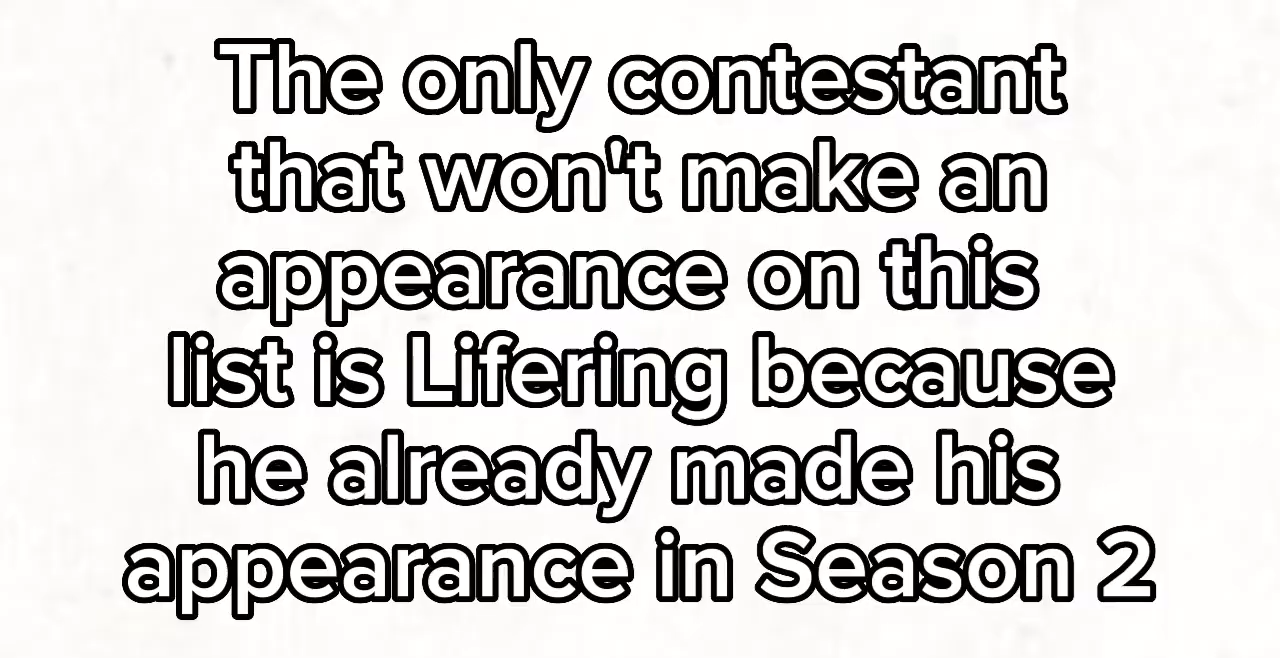 The only contestant
that won't make an
appearance on this
list is Lifering because
he already made his
appearance in Season 2